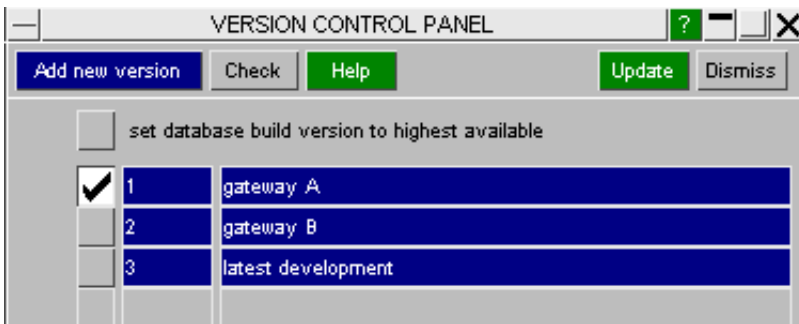 VERSION CONTROL PANEL ?
Add new version Check Help Update Dismiss
set database build version to highest available
1 gateway A
2 gateway B
3 latest development